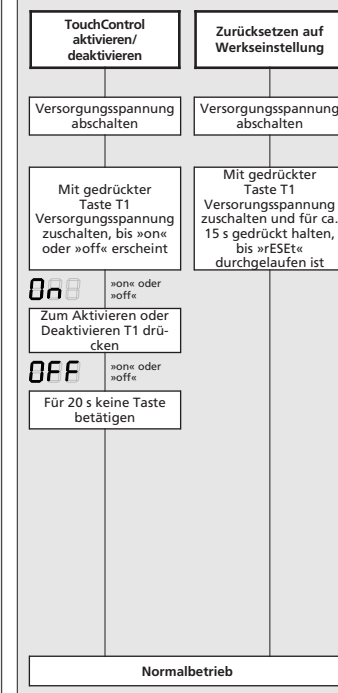 TouchControl
aktivieren/
deaktivieren
Versorgungsspannung
abschalten
Mit gedrückter
Taste T1
Versorgungsspannung
zuschalten, bis »on«
oder »off« erscheint
On
»on« oder
»off«
Zum Aktivieren oder
Deaktivieren T1 drü-
cken
OFF
»on« oder
»off«
Für 20 s keine Taste
betätigen
Zurücksetzen auf
Werkseinstellung
Versorgungsspannung
abschalten
Mit gedrückter
Taste T1
Versorungsspannung
zuschalten und für ca.
15 s gedrückt halten,
bis »rESEt«
durchgelaufen ist
Normalbetrieb